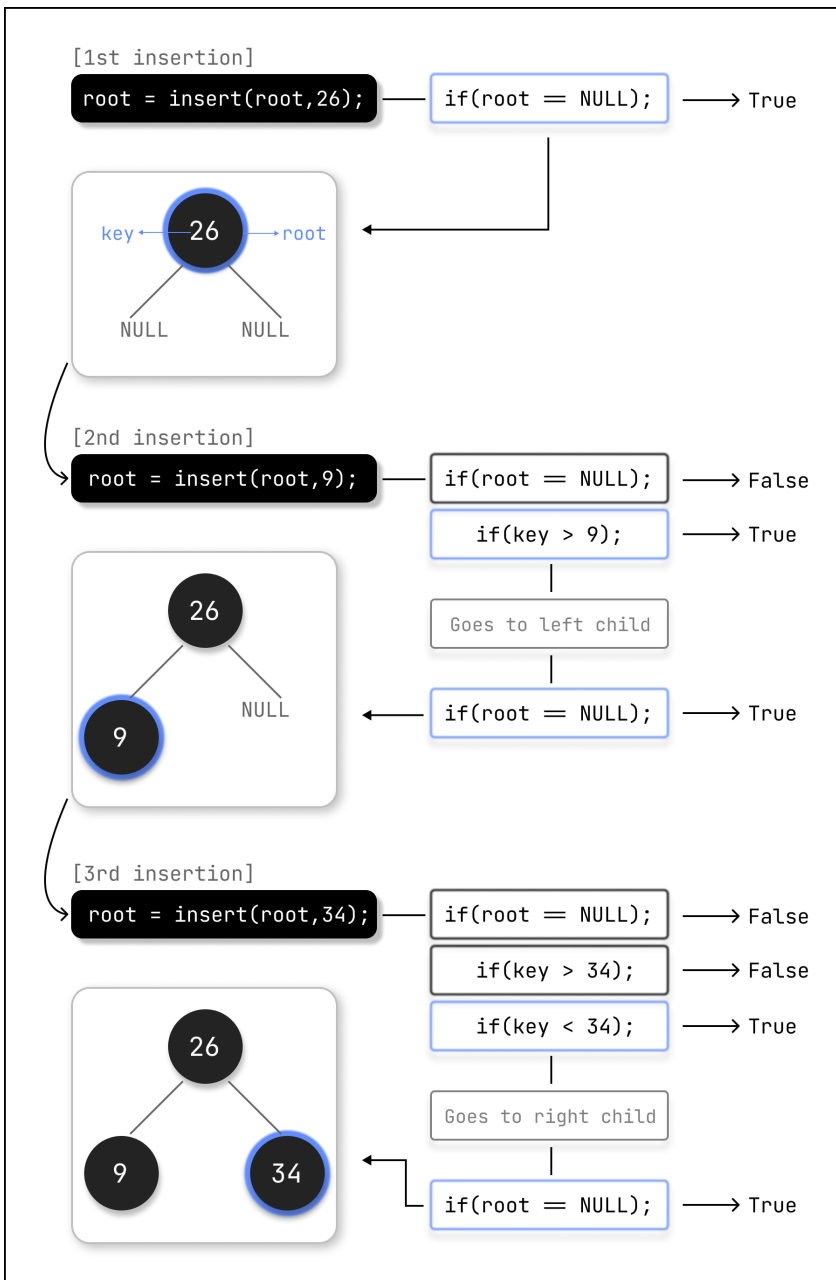 [1st insertion]
root = insert(root,26);
if(root == NULL);
True
26
key
root
NULL
NULL
[2nd insertion]
root = insert(root,9);
if(root == NULL);
False
if(key > 9);
True
26
Goes to left child
NULL
if(root == NULL);
True
9
[3rd insertion]
root = insert(root,34);
if(root == NULL);
False
if(key > 34);
False
if(key < 34);
True
26
Goes to right child
9
34
if(root == NULL);
True